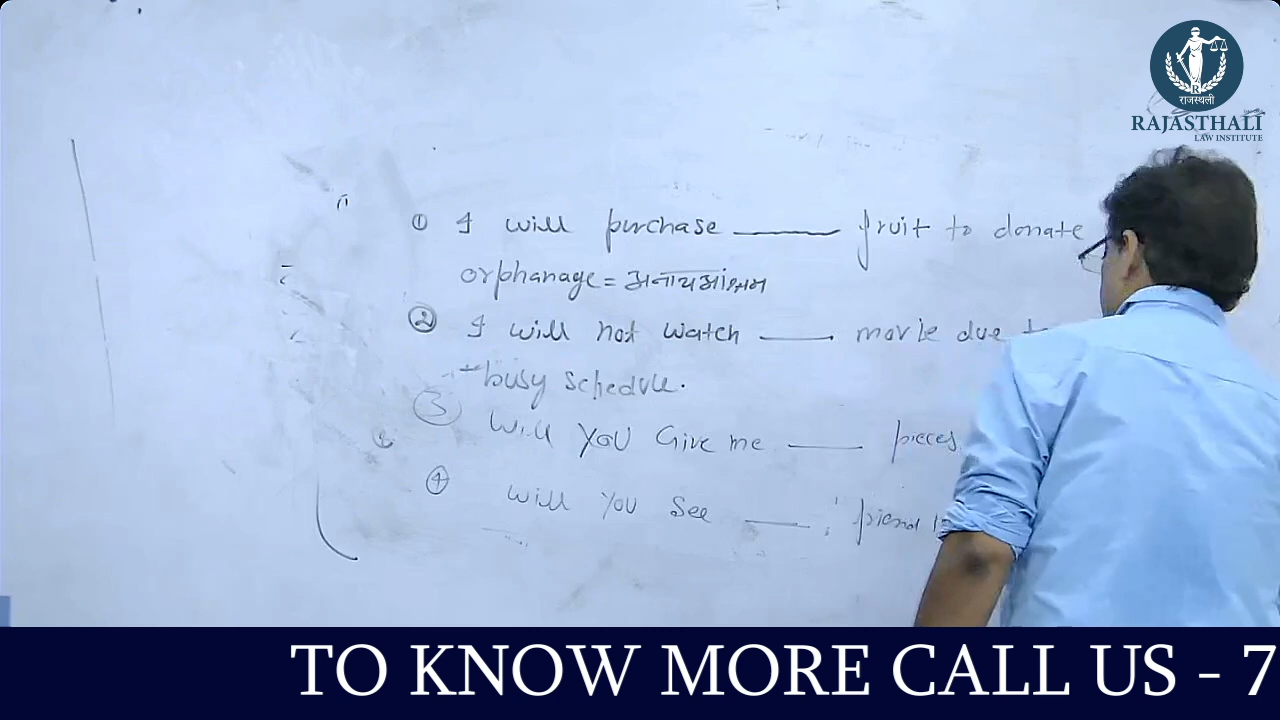 राजस्थली
RAJASTHALI
LAW INSTITUTE
① I will purchase ______ fruit to donate
orphanage = अनाथआश्रम
② I will not watch ____ movie due
busy schedule.
③ Will You Give me ____ pieces
④ Will You See ____ friend
TO KNOW MORE CALL US - 7